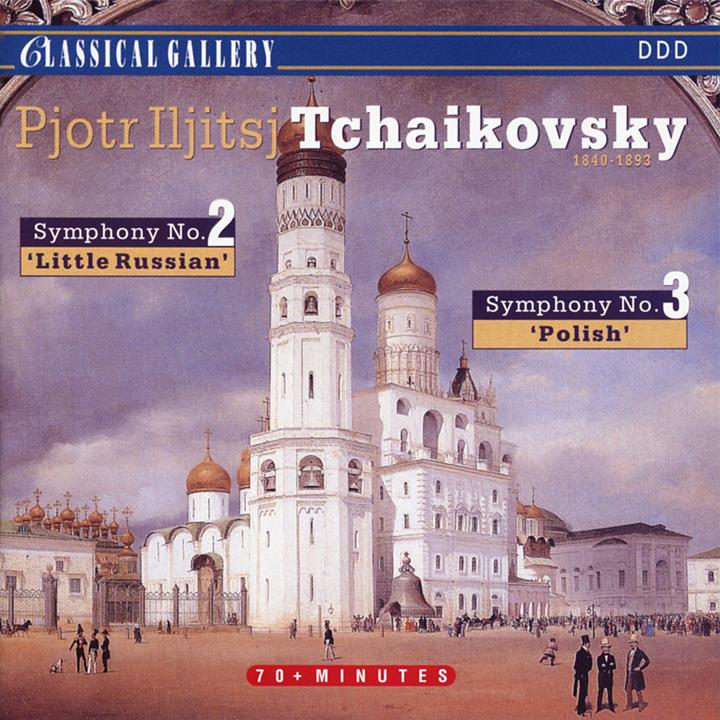 CLASSICAL GALLERY
DDD
Pjotr Iljitsj Tchaikovsky
1840-1893
Symphony No. 2
‘Little Russian’
Symphony No. 3
‘Polish’
70+ MINUTES